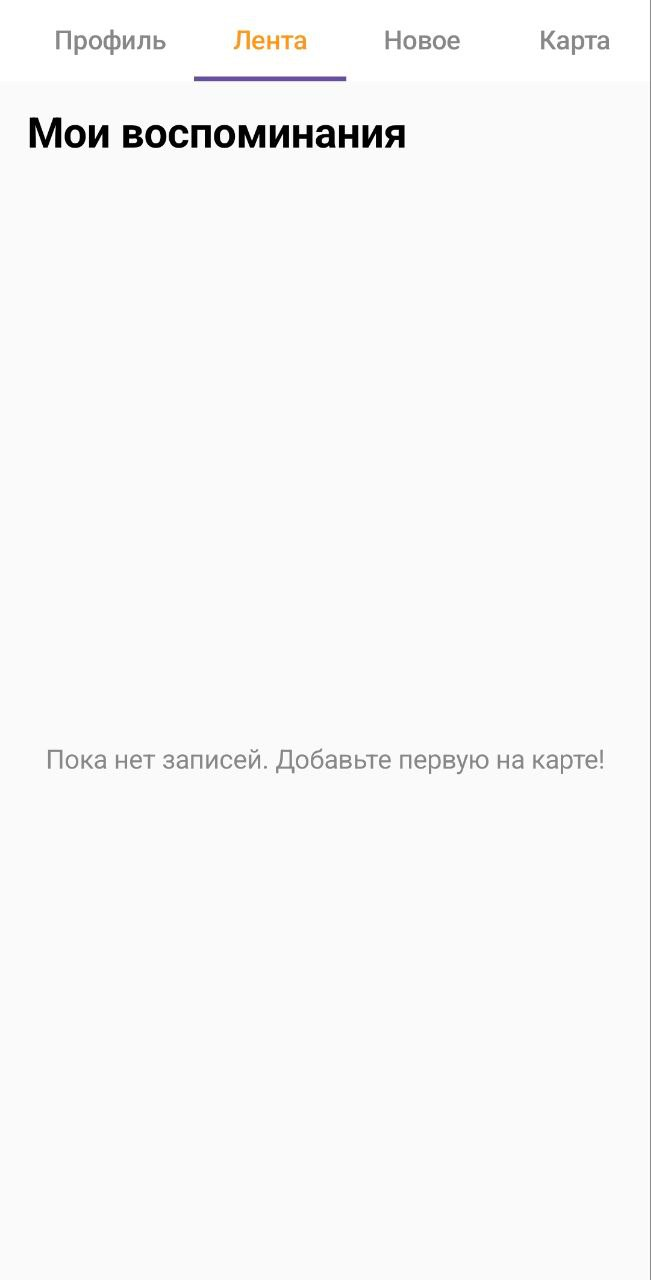 Профиль Лента Новое Карта
Мои воспоминания
Пока нет записей. Добавьте первую на карте!